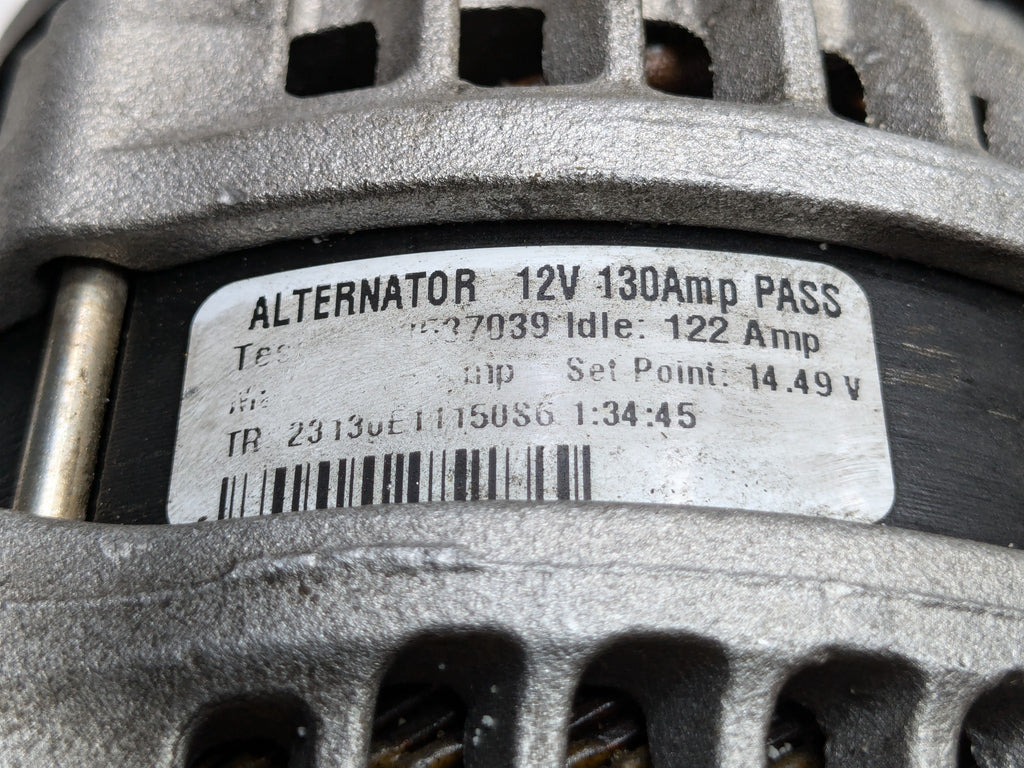 ALTERNATOR 12V 130Amp PASS
Idle: 122 Amp
Set Point: 14.49 V
TR 1:34:45